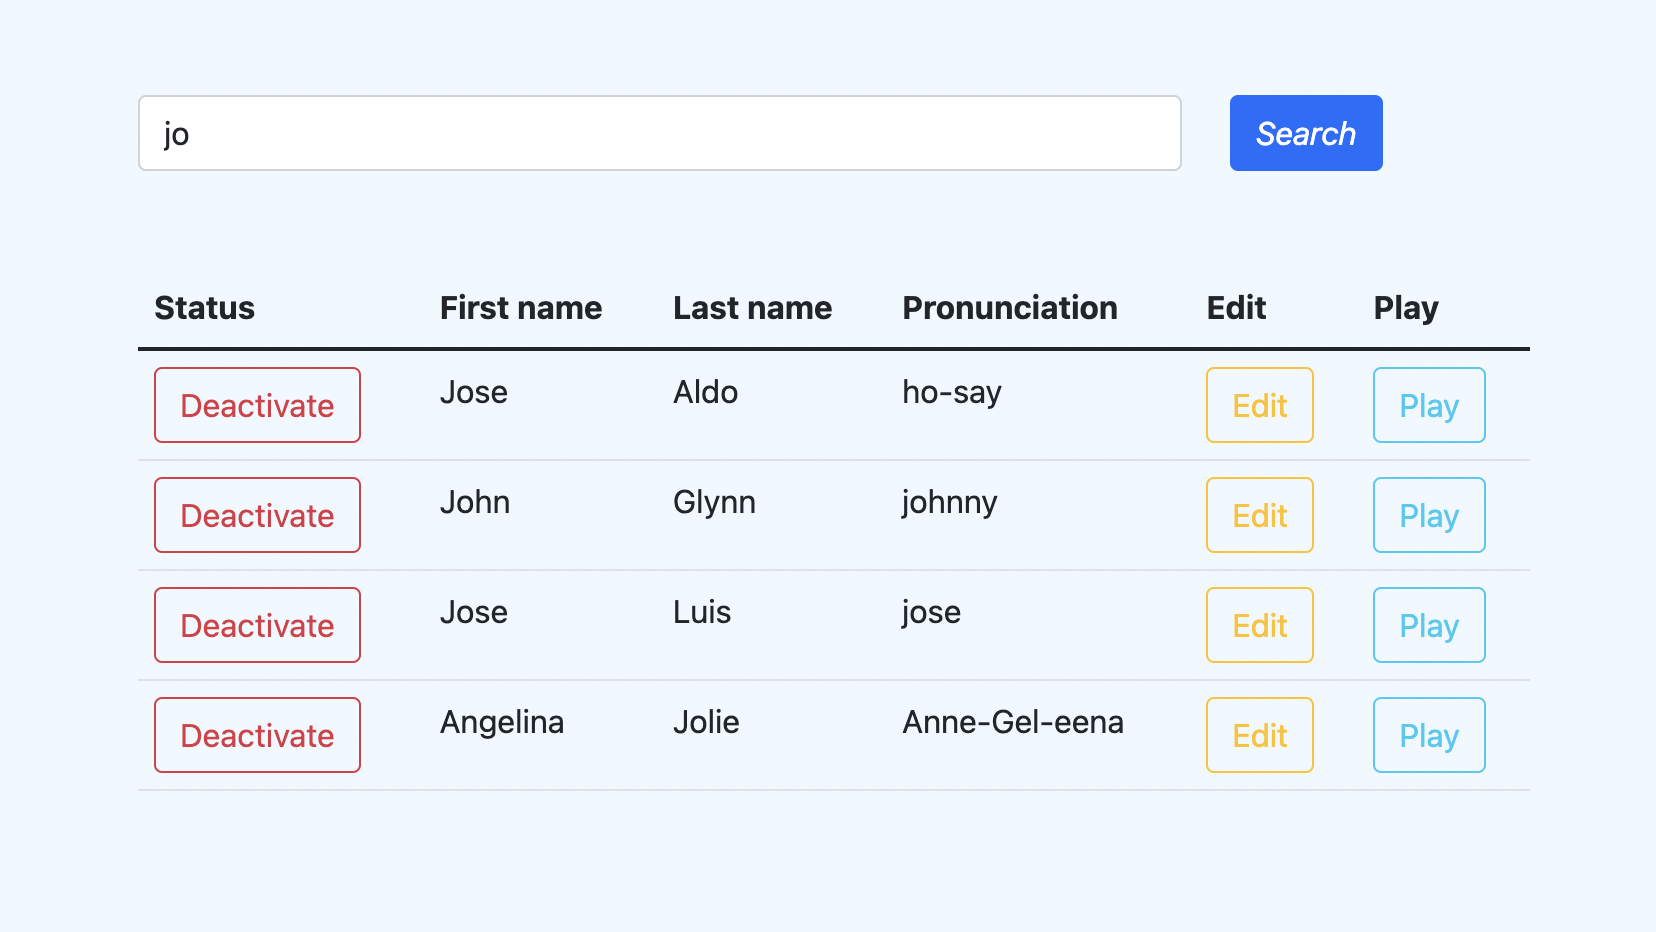 jo Search
Status First name Last name Pronunciation Edit Play
Deactivate Jose Aldo ho-say Edit Play
Deactivate John Glynn johnny Edit Play
Deactivate Jose Luis jose Edit Play
Deactivate Angelina Jolie Anne-Gel-eena Edit Play